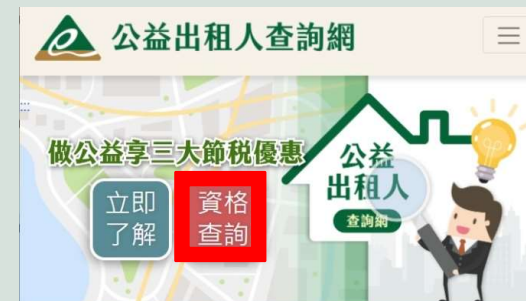 公益出租人查詢網
做公益享三大節稅優惠
立即
了解
資格
查詢
公益
出租人
查詢網